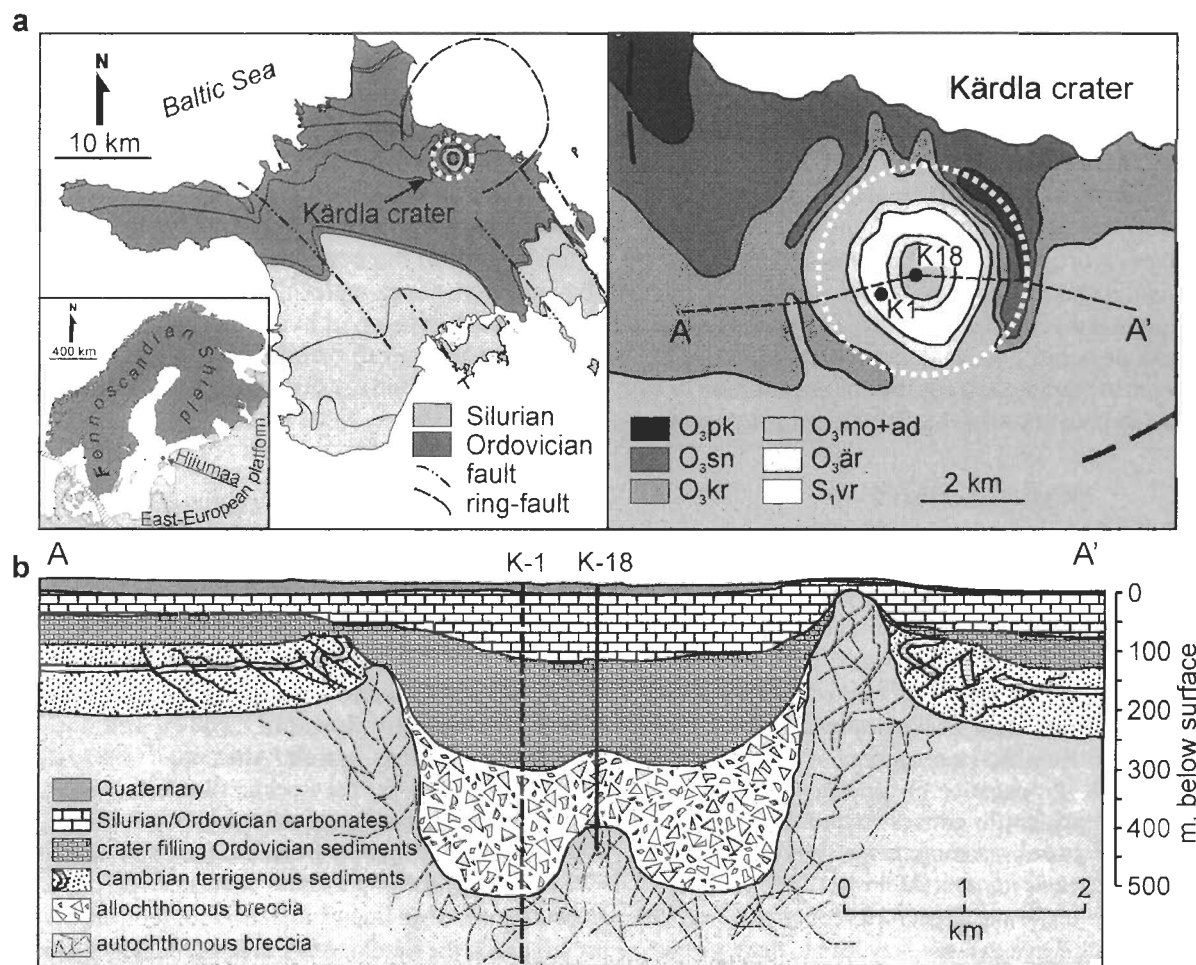 a
N
10 km
Baltic Sea
Kärdla crater
N
400 km
Fennoscandian Shield
Hiiumaa
East-European platform
Silurian
Ordovician
fault
ring-fault
Kärdla crater
K18
K1
A
A'
O₃pk
O₃sn
O₃kr
O₃mo+ad
O₃är
S₁vr
2 km
b
A
K-1
K-18
A'
0
100
200
300
400
500
m. below surface
Quaternary
Silurian/Ordovician carbonates
crater filling Ordovician sediments
Cambrian terrigenous sediments
allochthonous breccia
autochthonous breccia
0
1
2
km